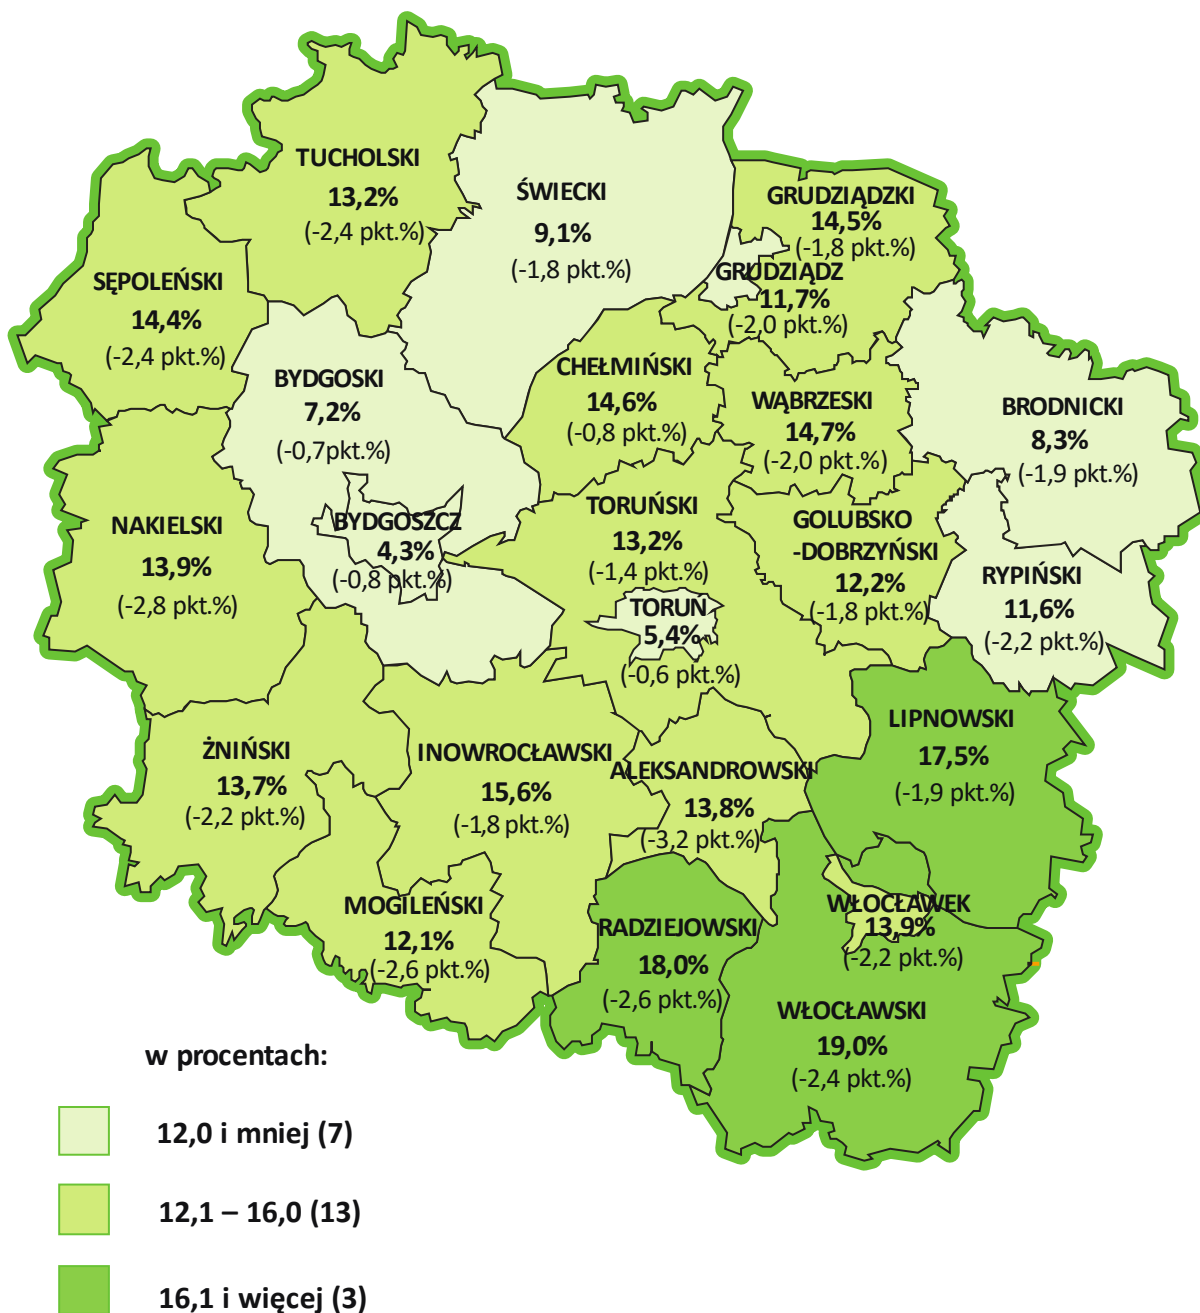 TUCHOLSKI
13,2%
(-2,4 pkt.%)
ŚWIECKI
9,1%
(-1,8 pkt.%)
GRUDZIĄDZKI
14,5%
(-1,8 pkt.%)
GRUDZIĄDZ
11,7%
(-2,0 pkt.%)
SĘPOLEŃSKI
14,4%
(-2,4 pkt.%)
BYDGOSKI
7,2%
(-0,7pkt.%)
CHEŁMIŃSKI
14,6%
(-0,8 pkt.%)
WĄBRZESKI
14,7%
(-2,0 pkt.%)
BRODNICKI
8,3%
(-1,9 pkt.%)
NAKIELSKI
13,9%
(-2,8 pkt.%)
BYDGOSZCZ
4,3%
(-0,8 pkt.%)
TORUŃSKI
13,2%
(-1,4 pkt.%)
GOLUBSKO
-DOBRZYŃSKI
12,2%
(-1,8 pkt.%)
RYPIŃSKI
11,6%
(-2,2 pkt.%)
TORUŃ
5,4%
(-0,6 pkt.%)
ŻNIŃSKI
13,7%
(-2,2 pkt.%)
INOWROCŁAWSKI
15,6%
(-1,8 pkt.%)
ALEKSANDROWSKI
13,8%
(-3,2 pkt.%)
LIPNOWSKI
17,5%
(-1,9 pkt.%)
MOGILEŃSKI
12,1%
(-2,6 pkt.%)
RADZIEJOWSKI
18,0%
(-2,6 pkt.%)
WŁOCŁAWEK
13,9%
(-2,2 pkt.%)
WŁOCŁAWSKI
19,0%
(-2,4 pkt.%)
w procentach:
12,0 i mniej (7)
12,1 – 16,0 (13)
16,1 i więcej (3)